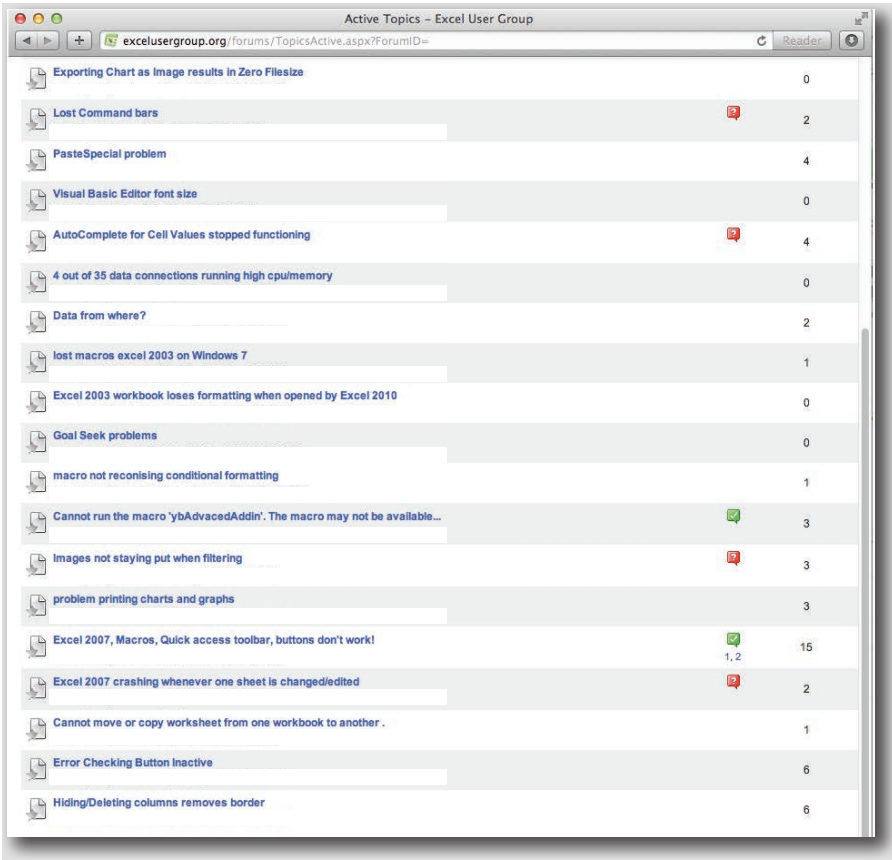 Active Topics – Excel User Group
excelusergroup.org/forums/TopicsActive.aspx?ForumID=
Reader
Exporting Chart as Image results in Zero Filesize
0
Lost Command bars
2
PasteSpecial problem
4
Visual Basic Editor font size
0
AutoComplete for Cell Values stopped functioning
4
4 out of 35 data connections running high cpu/memory
0
Data from where?
2
lost macros excel 2003 on Windows 7
1
Excel 2003 workbook loses formatting when opened by Excel 2010
0
Goal Seek problems
0
macro not reconising conditional formatting
1
Cannot run the macro 'ybAdvacedAddin'. The macro may not be available...
3
Images not staying put when filtering
3
problem printing charts and graphs
3
Excel 2007, Macros, Quick access toolbar, buttons don't work!
1, 2
15
Excel 2007 crashing whenever one sheet is changed/edited
2
Cannot move or copy worksheet from one workbook to another .
1
Error Checking Button Inactive
6
Hiding/Deleting columns removes border
6